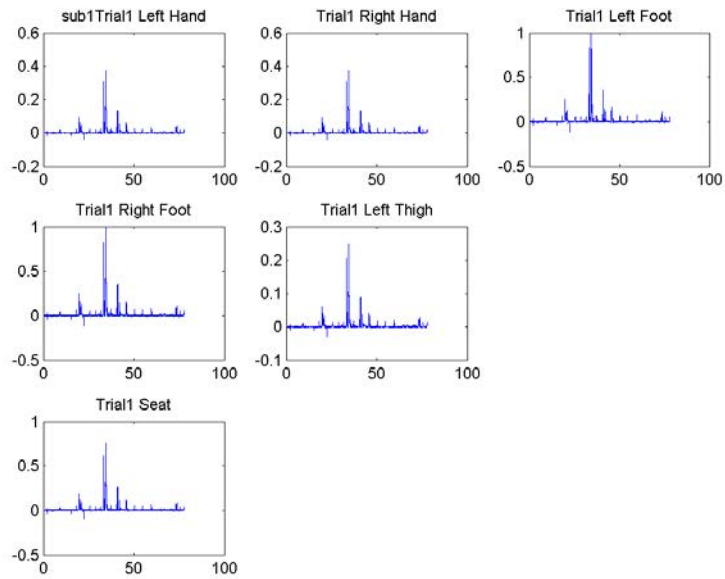 sub1Trial1 Left Hand
0.6
0.4
0.2
0
-0.2
0 50 100
Trial1 Right Hand
0.6
0.4
0.2
0
-0.2
0 50 100
Trial1 Left Foot
1
0.5
0
-0.5
0 50 100
Trial1 Right Foot
1
0.5
0
-0.5
0 50 100
Trial1 Left Thigh
0.3
0.2
0.1
0
-0.1
0 50 100
Trial1 Seat
1
0.5
0
-0.5
0 50 100